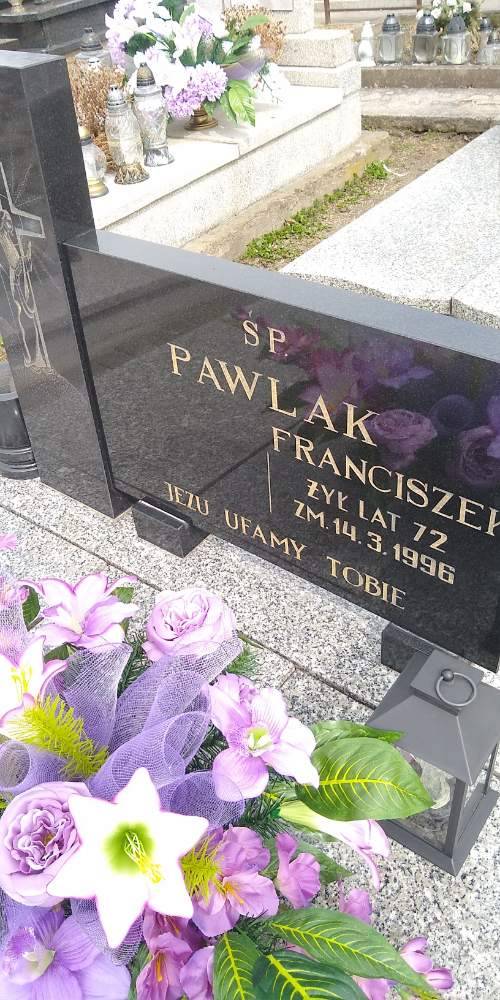 ŚP.
PAWLAK
FRANCISZEK
ŻYŁ LAT 72
ZM. 14. 3. 1996
JEZU UFAMY TOBIE